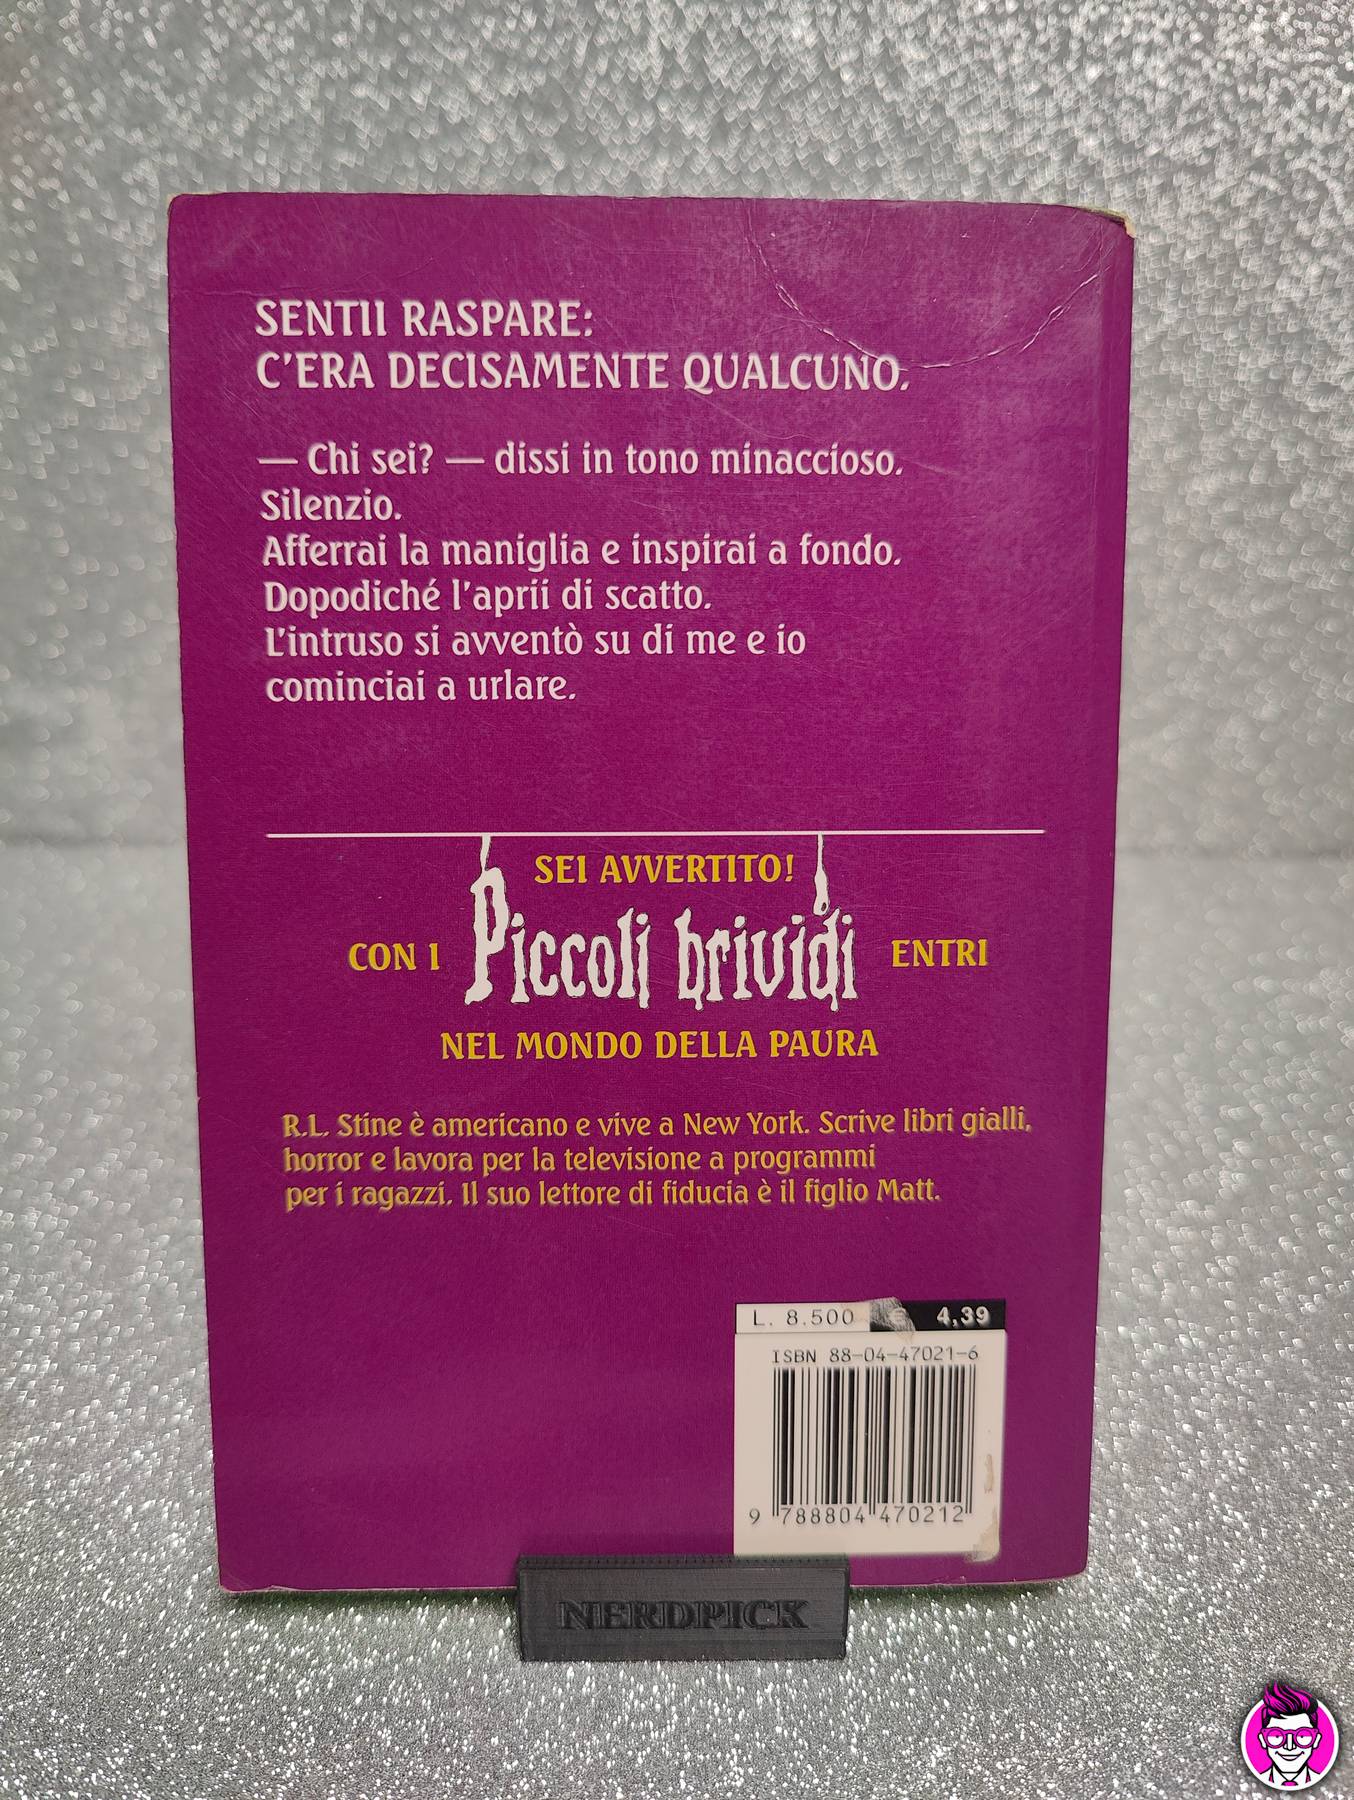 SENTII RASPARE:
C'ERA DECISAMENTE QUALCUNO.
— Chi sei? — dissi in tono minaccioso.
Silenzio.
Afferrai la maniglia e inspirai a fondo.
Dopodiché l'aprii di scatto.
L'intruso si avventò su di me e io
cominciai a urlare.
SEI AVVERTITO!
CON I Piccoli brividi ENTRI
NEL MONDO DELLA PAURA
R.L. Stine è americano e vive a New York. Scrive libri gialli,
horror e lavora per la televisione a programmi
per i ragazzi. Il suo lettore di fiducia è il figlio Matt.
L. 8.500 4,39
ISBN 88-04-47021-6
9 788804 470212
NERDPICK